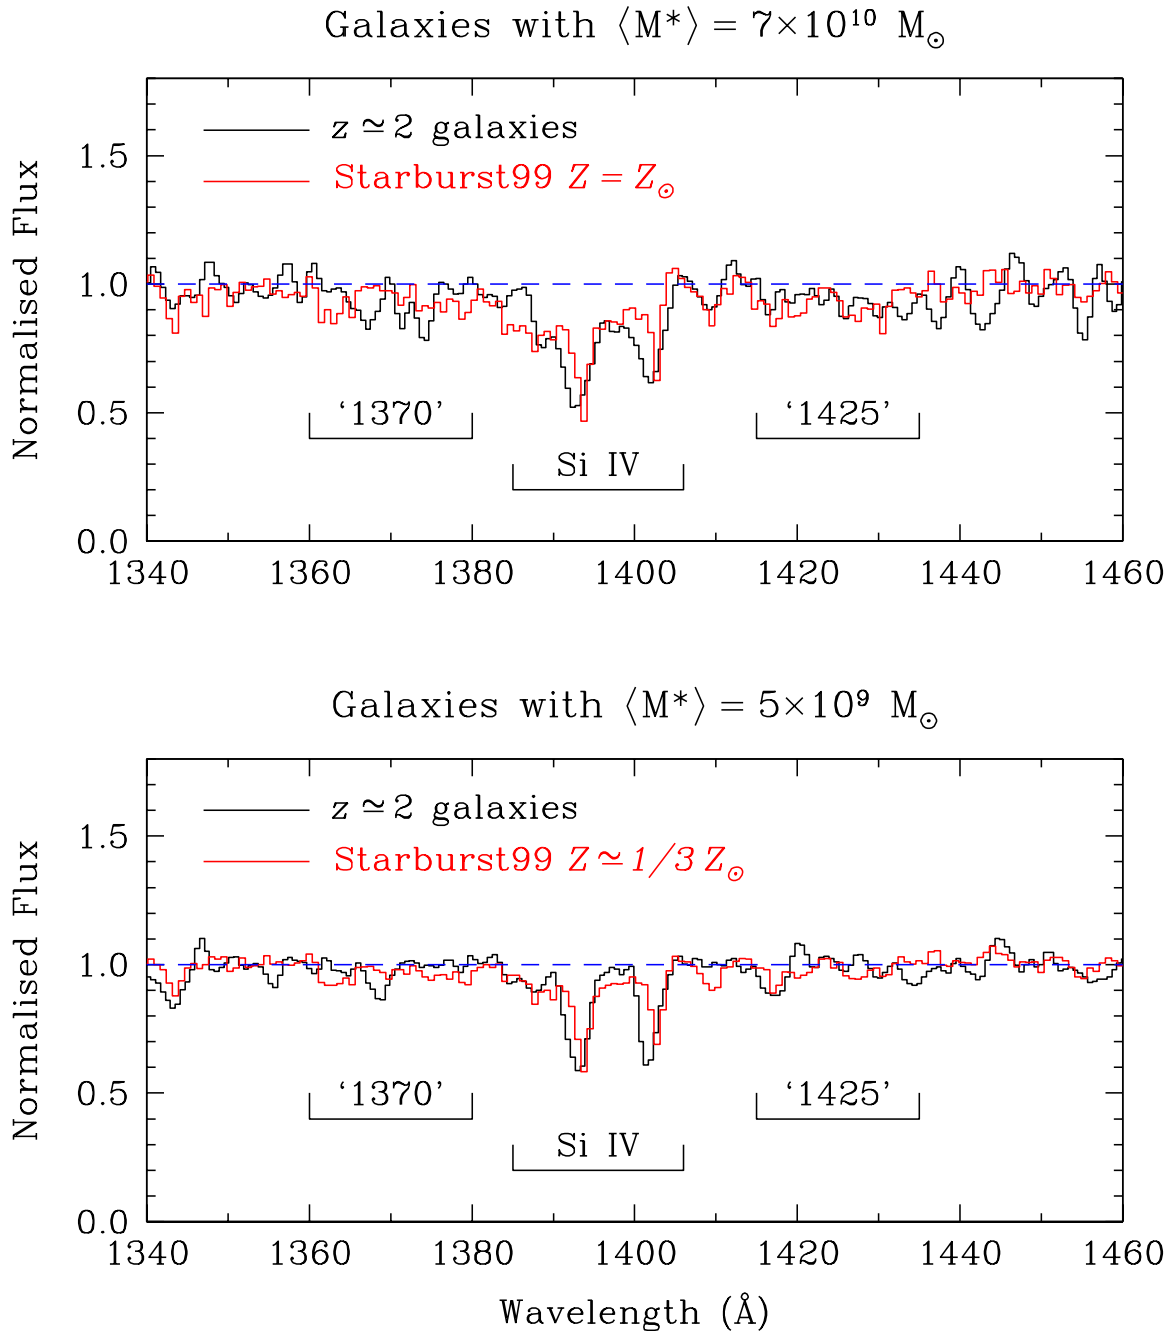 Galaxies with ⟨M*⟩ = 7×10¹⁰ M⊙
z ≃ 2 galaxies
Starburst99 Z = Z⊙
Normalised Flux
1.5
1.0
0.5
0.0
‘1370’
Si IV
‘1425’
1340 1360 1380 1400 1420 1440 1460
Galaxies with ⟨M*⟩ = 5×10⁹ M⊙
z ≃ 2 galaxies
Starburst99 Z ≃ 1/3 Z⊙
Normalised Flux
1.5
1.0
0.5
0.0
‘1370’
Si IV
‘1425’
1340 1360 1380 1400 1420 1440 1460
Wavelength (Å)